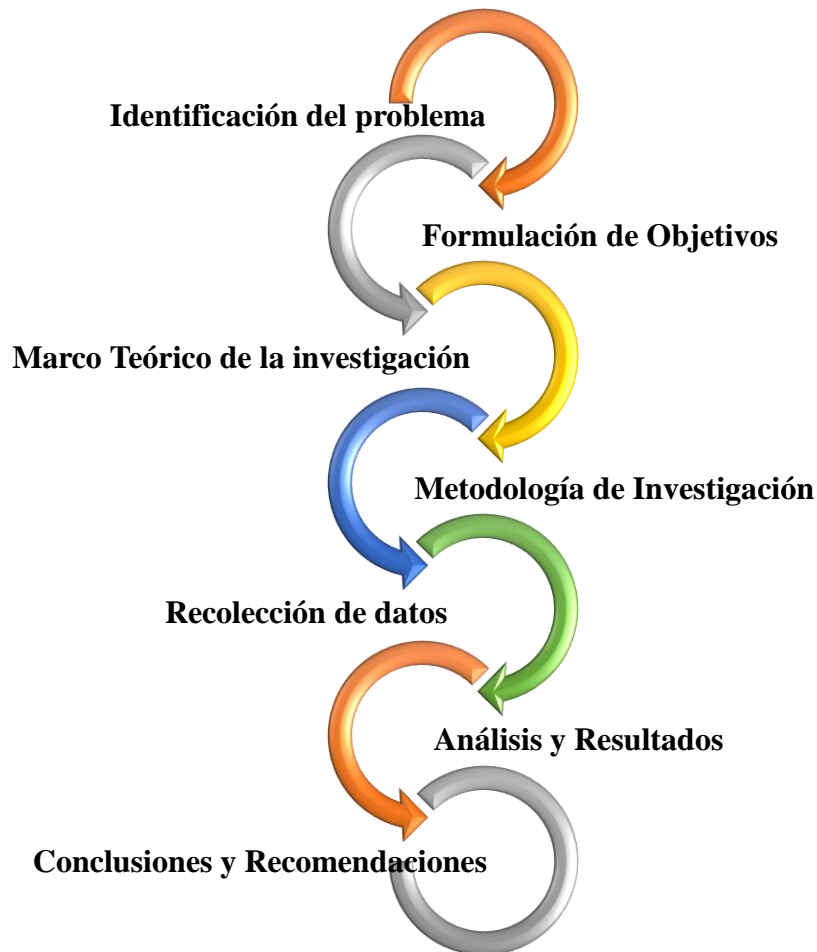 Identificación del problema
Formulación de Objetivos
Marco Teórico de la investigación
Metodología de Investigación
Recolección de datos
Análisis y Resultados
Conclusiones y Recomendaciones